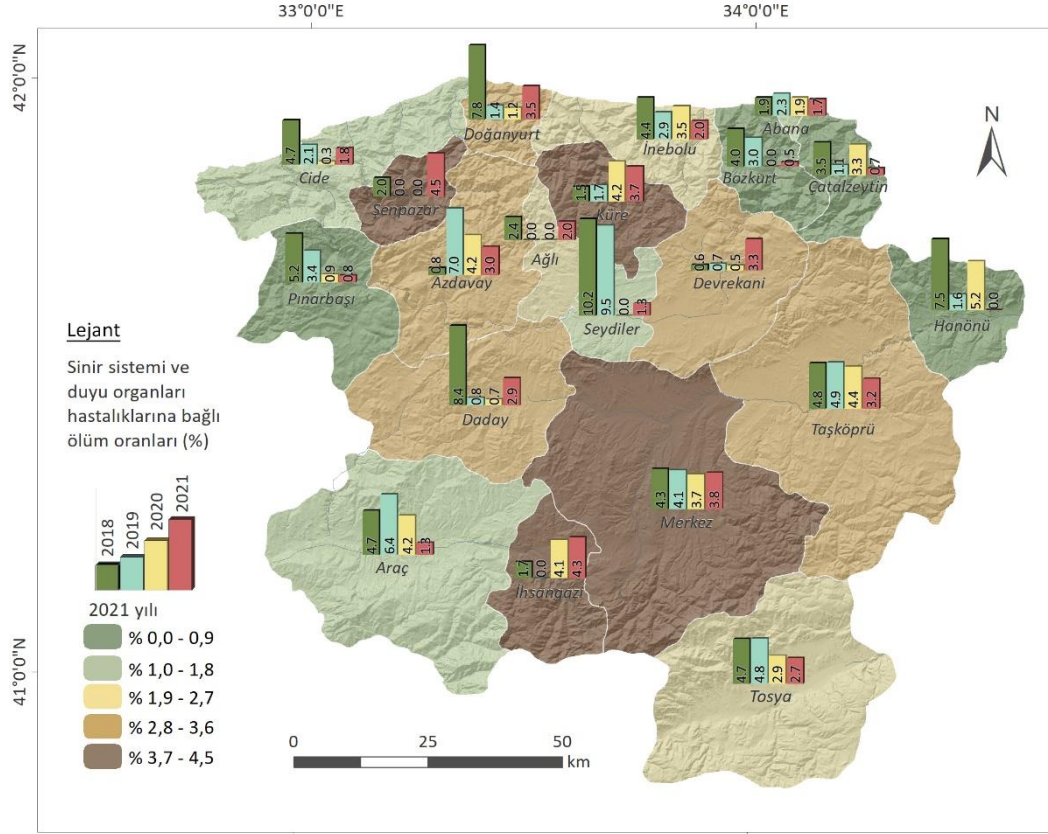 33°0'0"E
34°0'0"E
42°0'0"N
41°0'0"N
N
7.8 1.4 1.2 3.5
Doğanyurt
4.4 2.9 3.5 2.0
İnebolu
1.9 2.3 1.9 1.7
Abana
4.7 2.1 0.3 1.8
Cide
4.0 3.0 0.0 0.5
Bozkurt
3.5 1.1 3.3 0.7
Çatalzeytin
2.0 0.0 0.0 4.5
Şenpazar
1.5 1.7 4.2 3.7
Küre
2.4 0.0 0.0 2.0
Ağlı
5.2 3.4 0.9 0.8
Pınarbaşı
0.8 7.0 4.2 3.0
Azdavay
0.6 0.7 0.5 3.3
Devrekani
10.2 9.5 0.0 1.3
Seydiler
7.5 1.6 5.2 0.0
Hanönü
8.4 0.8 0.7 2.9
Daday
4.8 4.9 4.4 3.2
Taşköprü
4.3 4.1 3.7 3.8
Merkez
4.7 6.4 4.2 1.3
Araç
1.7 0.0 4.1 4.3
İhsangazi
4.7 4.8 2.9 2.7
Tosya
Lejant
Sinir sistemi ve
duyu organları
hastalıklarına bağlı
ölüm oranları (%)
2018 2019 2020 2021
2021 yılı
% 0,0 - 0,9
% 1,0 - 1,8
% 1,9 - 2,7
% 2,8 - 3,6
% 3,7 - 4,5
0 25 50
km